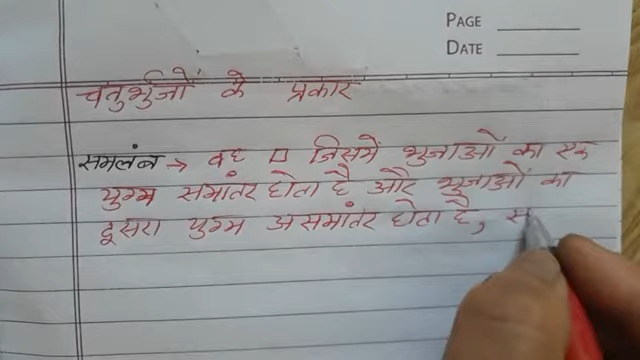 PAGE
DATE
चतुर्भुजों के प्रकार
समलंब → वह □ जिसमें भुजाओं का एक
युग्म समांतर होता है और भुजाओं का
दूसरा युग्म असमांतर होता है, स